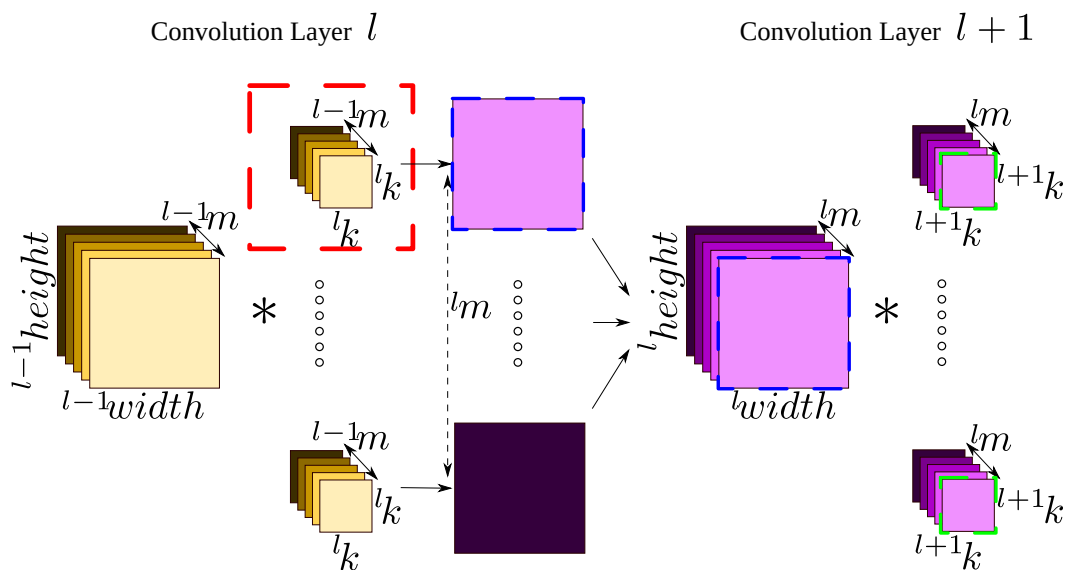 Convolution Layer l
Convolution Layer l + 1
l−1m
lk
lk
l−1m
l−1height
l−1width
*
lm
l−1m
lk
lk
lm
lheight
lwidth
*
lm
l+1k
l+1k
lm
l+1k
l+1k